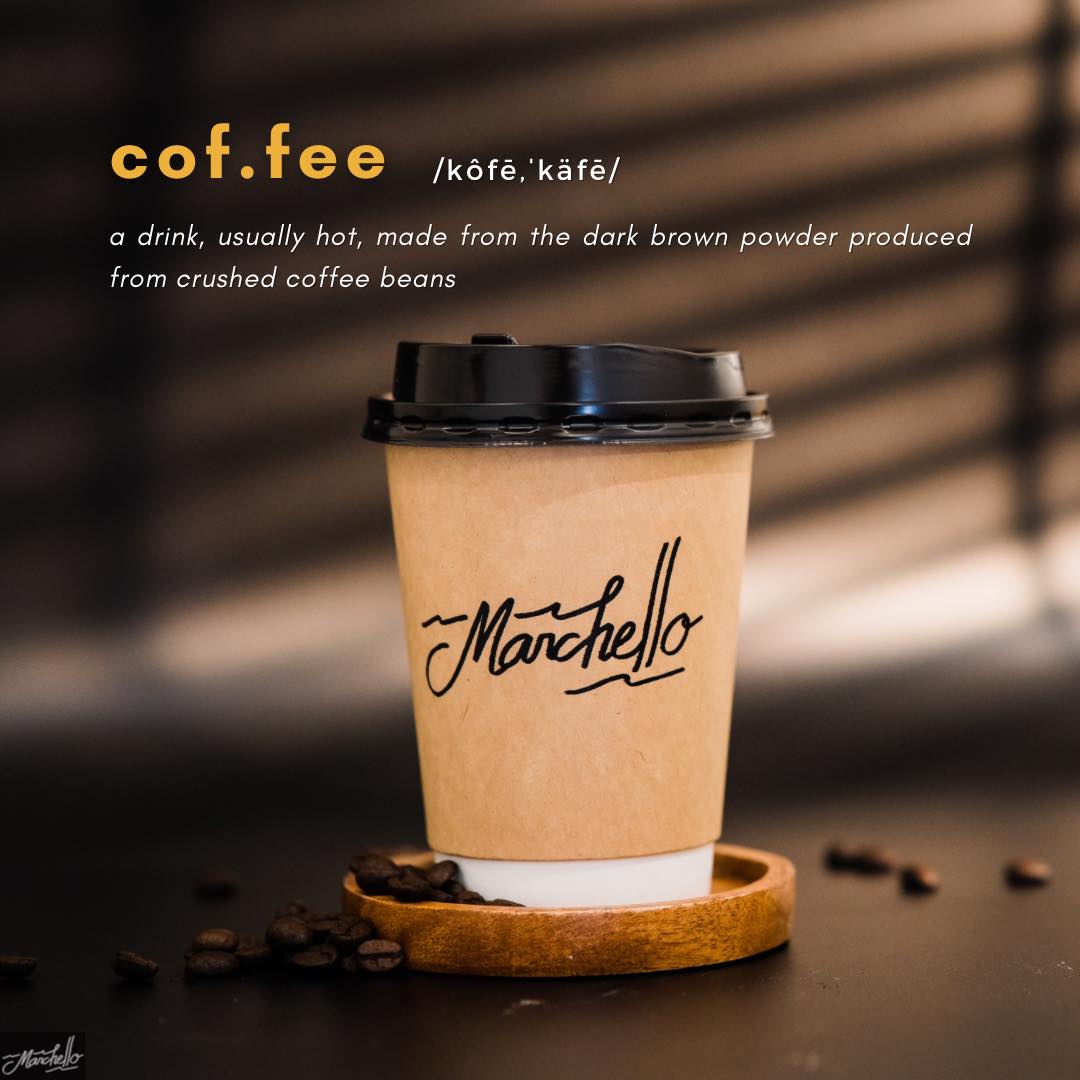 cof.fee /kôfē,ˈkäfē/
a drink, usually hot, made from the dark brown powder produced
from crushed coffee beans
Marchello
Marchello